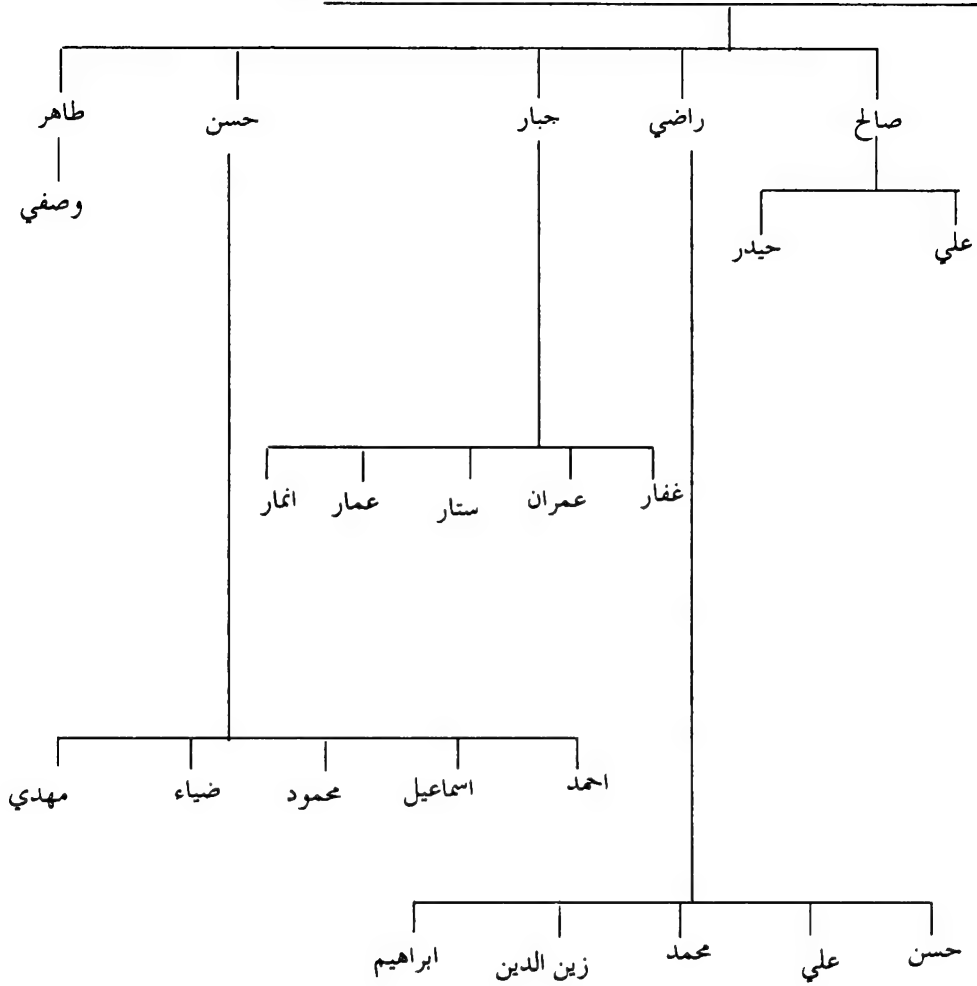 صالح راضي جبار حسن طاهر
وصفي
علي حيدر
غفار عمران ستار عمار انمار
احمد اسماعيل محمود ضياء مهدي
حسن علي محمد زين الدين ابراهيم